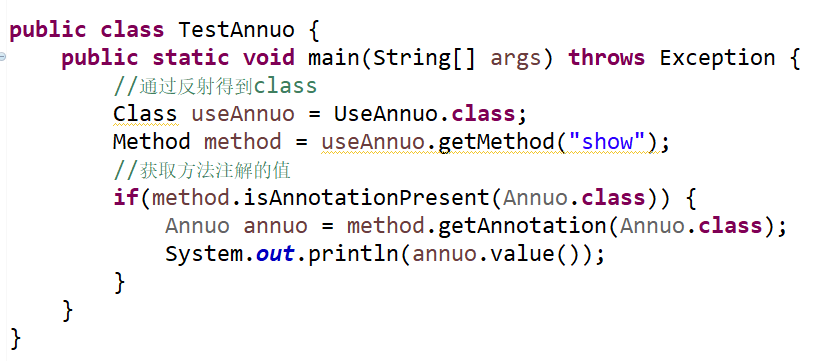 public class TestAnnuo {
    public static void main(String[] args) throws Exception {
        //通过反射得到class
        Class useAnnuo = UseAnnuo.class;
        Method method = useAnnuo.getMethod("show");
        //获取方法注解的值
        if(method.isAnnotationPresent(Annuo.class)) {
            Annuo annuo = method.getAnnotation(Annuo.class);
            System.out.println(annuo.value());
        }
    }
}